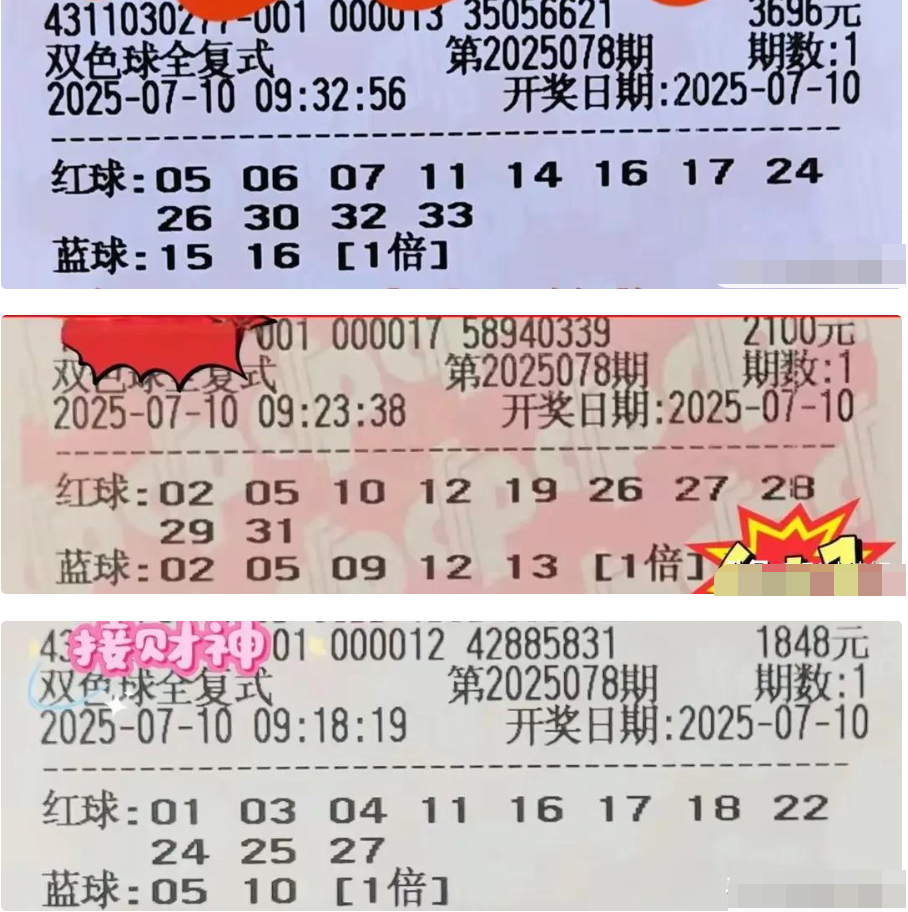 4311030277-001 000013 35056621 3696元
双色球全复式 第2025078期 期数:1
2025-07-10 09:32:56 开奖日期:2025-07-10
红球:05 06 07 11 14 16 17 24
26 30 32 33
蓝球:15 16 [1倍]
001 000017 58940339 2100元
双色球全复式 第2025078期 期数:1
2025-07-10 09:23:38 开奖日期:2025-07-10
红球:02 05 10 12 19 26 27 28
29 31
蓝球:02 05 09 12 13 [1倍]
接财神
43 01 000012 42885831 1848元
双色球全复式 第2025078期 期数:1
2025-07-10 09:18:19 开奖日期:2025-07-10
红球:01 03 04 11 16 17 18 22
24 25 27
蓝球:05 10 [1倍]